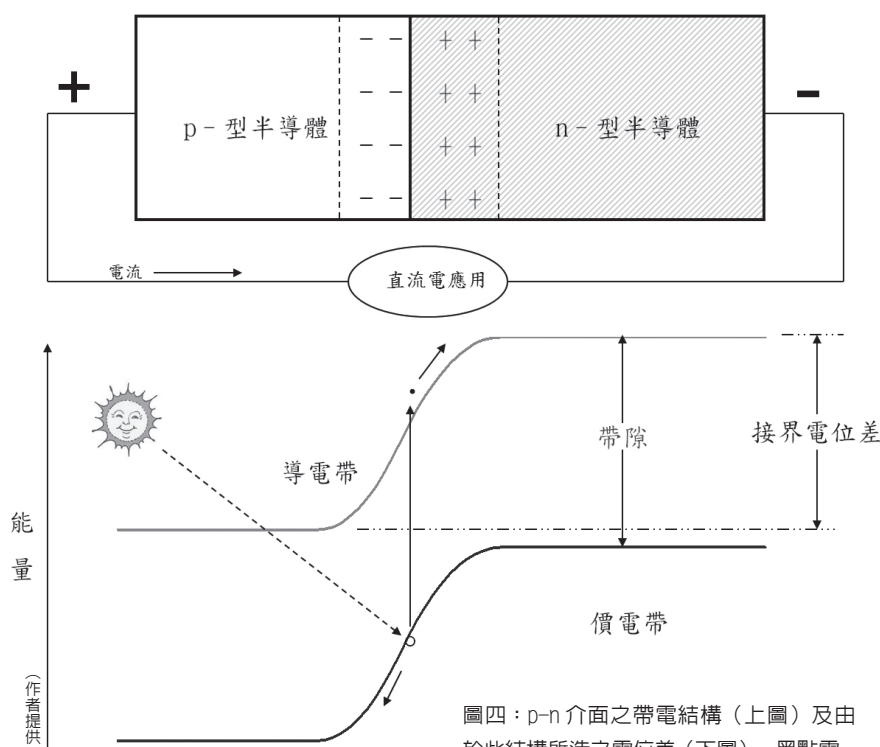 － － ＋ ＋
＋ － － ＋ ＋ －
p - 型半導體 n - 型半導體
－ － ＋ ＋
－ － ＋ ＋
電流
直流電應用
帶隙
接界電位差
導電帶
能量
價電帶
(作者提供
圖四：p-n 介面之帶電結構（上圖）及由